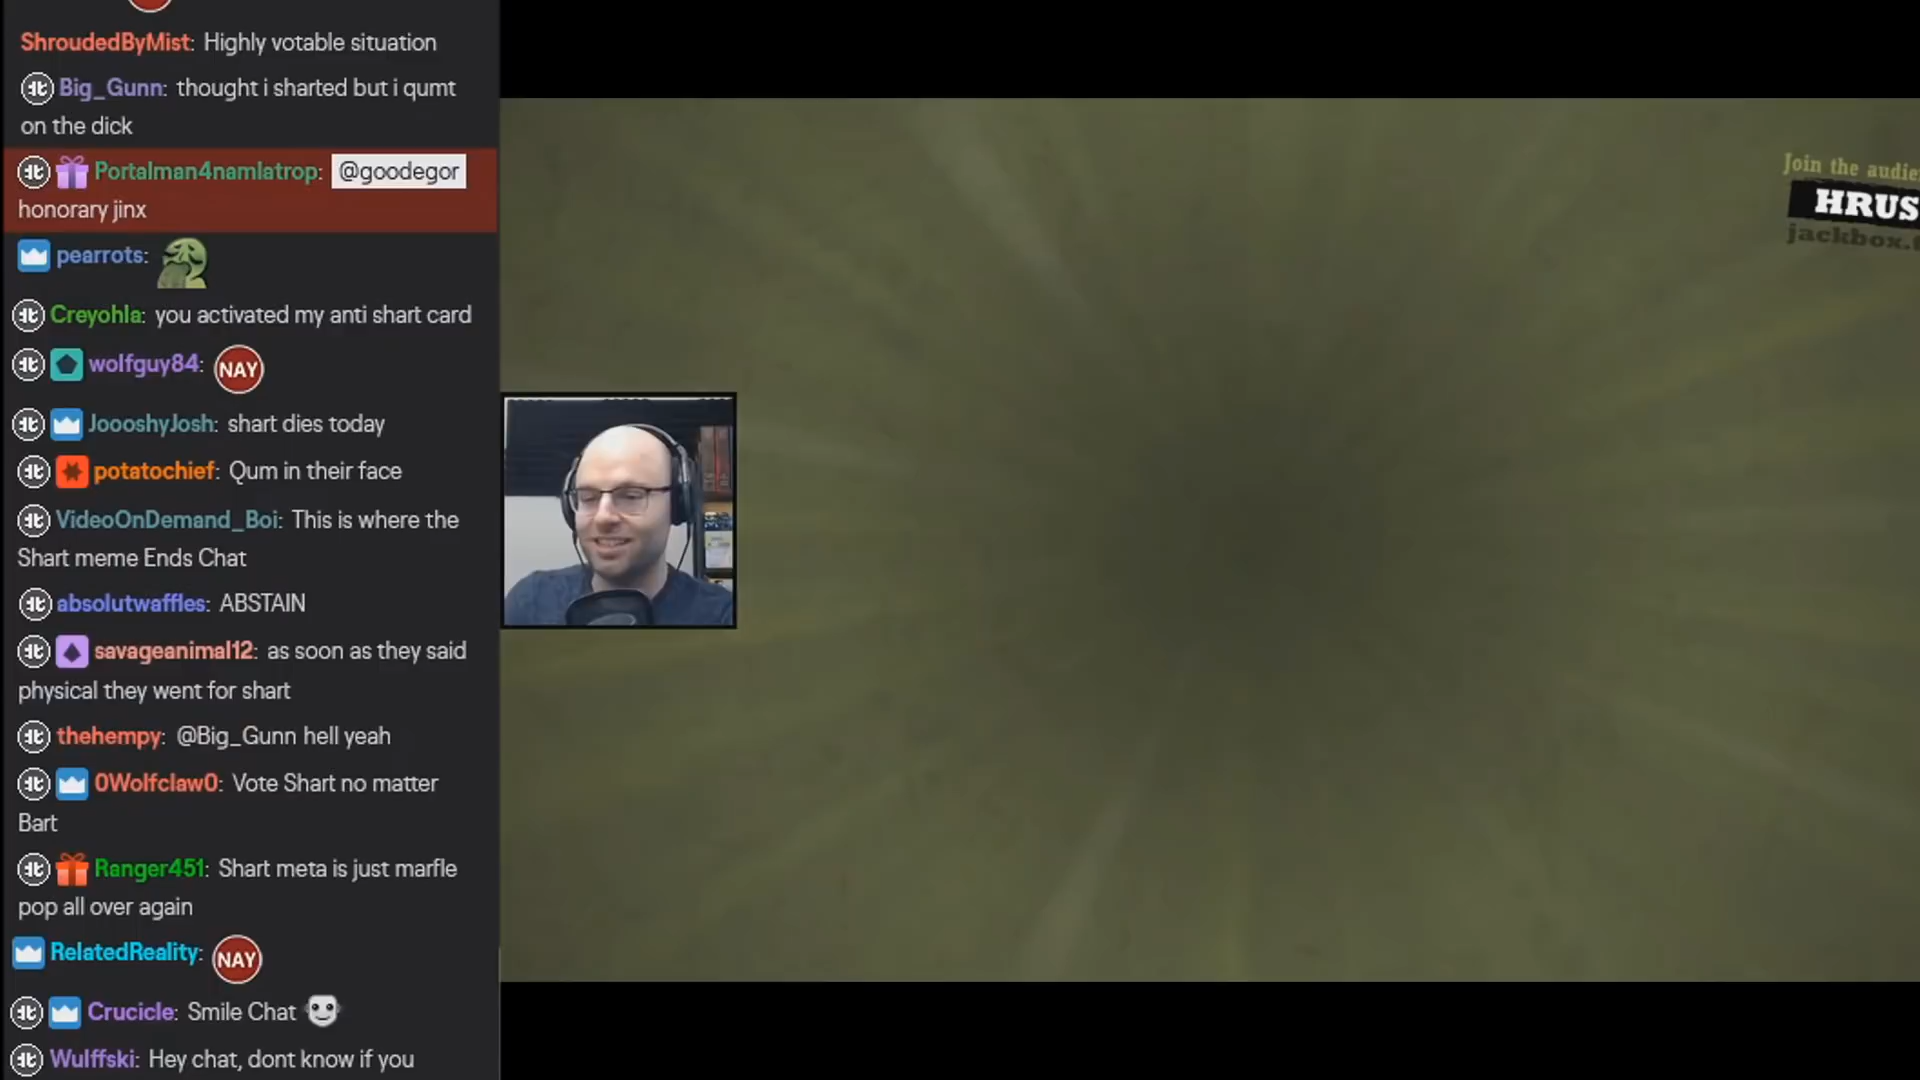 ShroudedByMist: Highly votable situation
Big_Gunn: thought i sharted but i qumt
on the dick
Portalman4namlatrop: @goodegor
honorary jinx
pearrots:
Creyohla: you activated my anti shart card
wolfguy84: NAY
JoooshyJosh: shart dies today
potatochief: Qum in their face
VideoOnDemand_Boi: This is where the
Shart meme Ends Chat
absolutwaffles: ABSTAIN
savageanimal12: as soon as they said
physical they went for shart
thehempy: @Big_Gunn hell yeah
0Wolfclaw0: Vote Shart no matter
Bart
Ranger451: Shart meta is just marfle
pop all over again
RelatedReality: NAY
Crucicle: Smile Chat
Wulffski: Hey chat, dont know if you
Join the audie
HRUS
jackbox.t